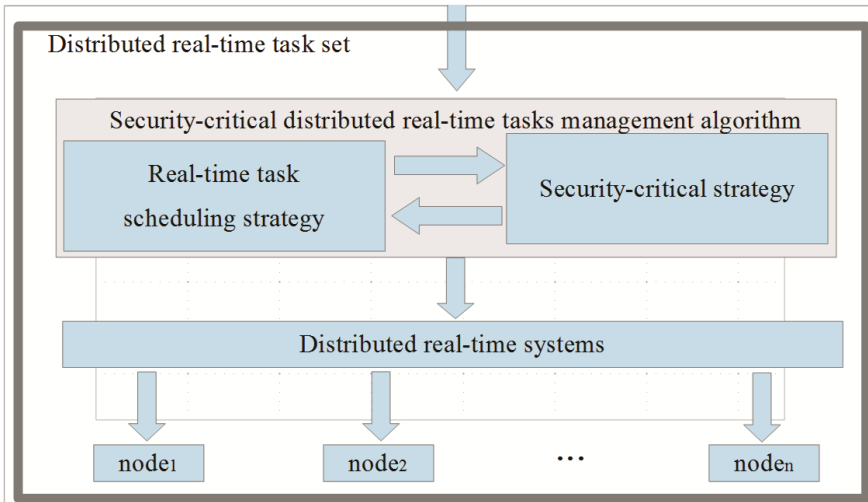 Distributed real-time task set
Security-critical distributed real-time tasks management algorithm
Real-time task
scheduling strategy
Security-critical strategy
Distributed real-time systems
node1
node2
...
noden